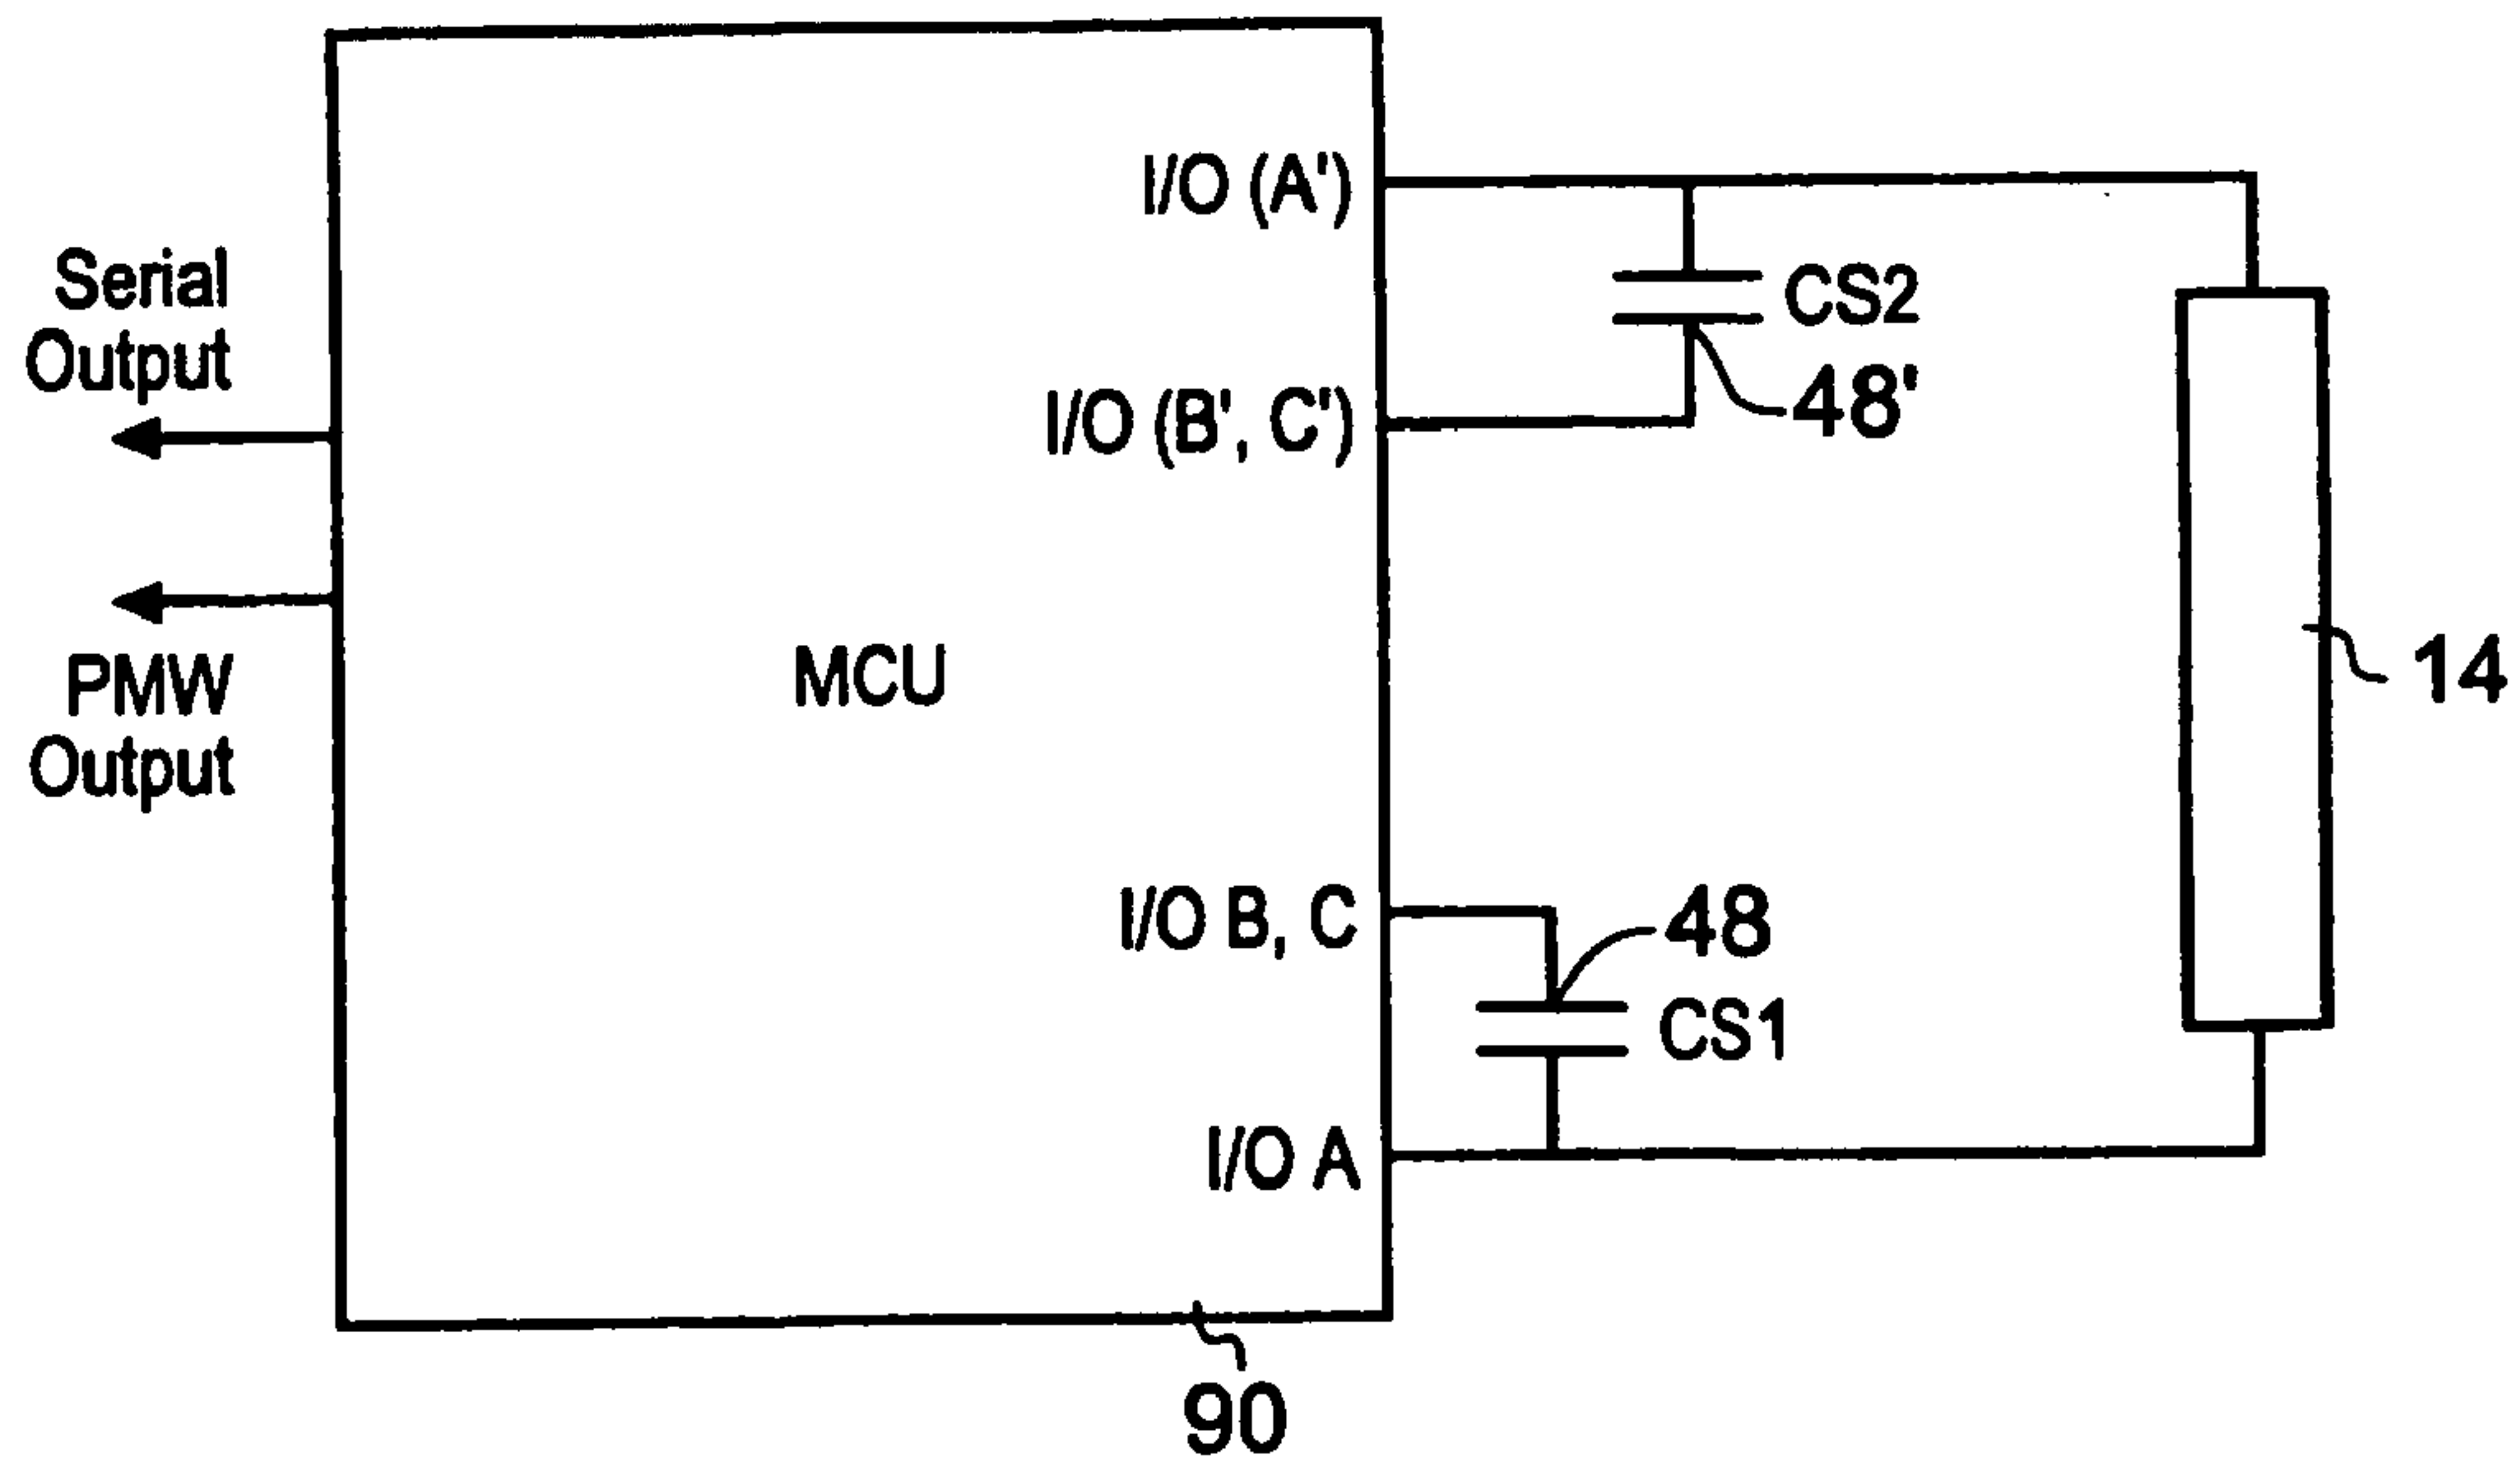 I/O (A')
Serial
Output
CS2
48'
I/O (B', C')
PMW
Output
MCU
14
I/O B, C
48
CS1
I/O A
90